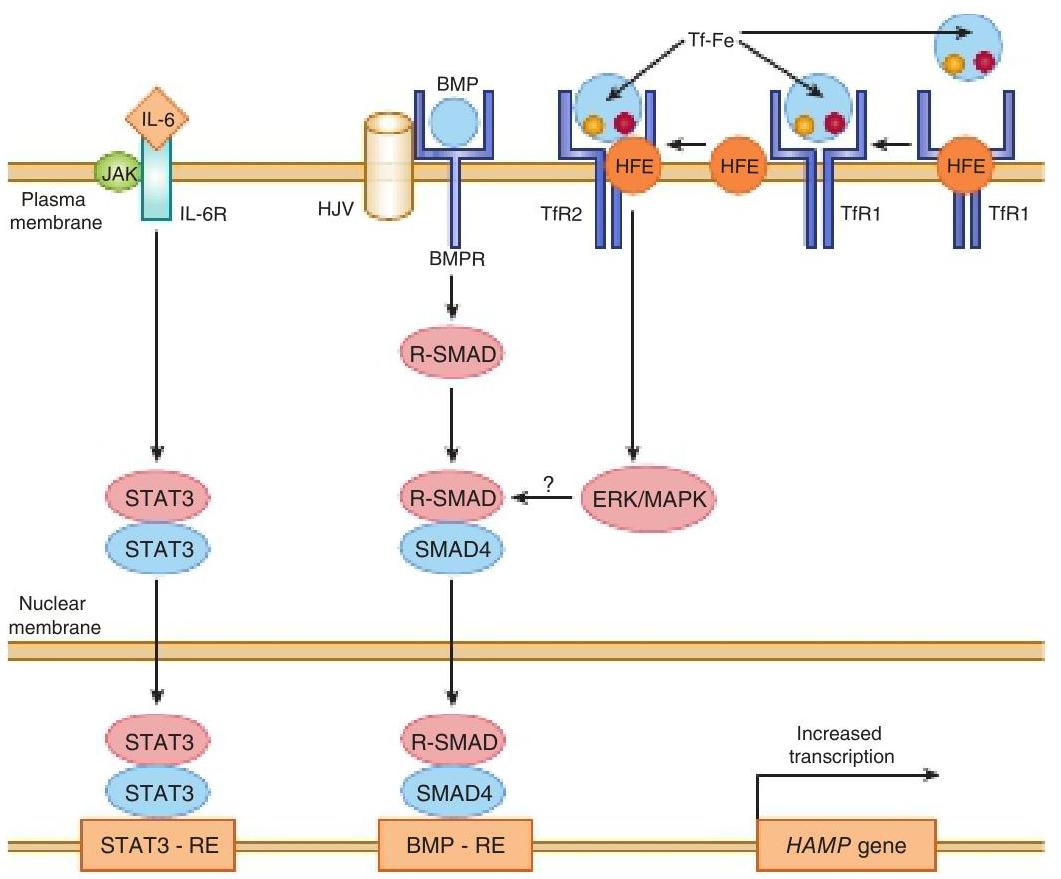 Tf-Fe
BMP
IL-6
JAK
HFE
HFE
HFE
Plasma
membrane
IL-6R
HJV
TfR2
TfR1
TfR1
BMPR
R-SMAD
STAT3
R-SMAD
?
ERK/MAPK
STAT3
SMAD4
Nuclear
membrane
STAT3
R-SMAD
Increased
transcription
STAT3
SMAD4
STAT3 - RE
BMP - RE
HAMP gene